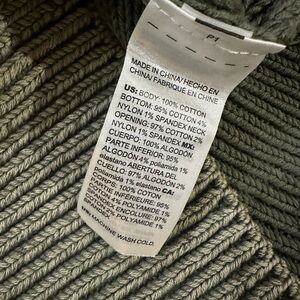 P1
MADE IN CHINA/HECHO EN
CHINA/ FABRIQUÉ EN CHINE
US: BODY: 100% COTTON
BOTTOM: 95% COTTON 4%
NYLON 1% SPANDEX NECK
OPENING: 97% COTTON 2%
NYLON 1% SPANDEX MX:
CUERPO: 100% ALGODÓN
PARTE INFERIOR: 95%
ALGODÓN 4% poliamida 1%
elastano ABERTURA DEL
CUELLO: 97% ALGODÓN 2%
poliamida 1% elastano CA:
CORPS: 100% COTON
PARTIE INFÉRIEURE: 95%
COTON 4% POLYAMIDE 1%
ENCOLURE: 97%
POLYAMIDE 1%
MACHINE WASH COLD.